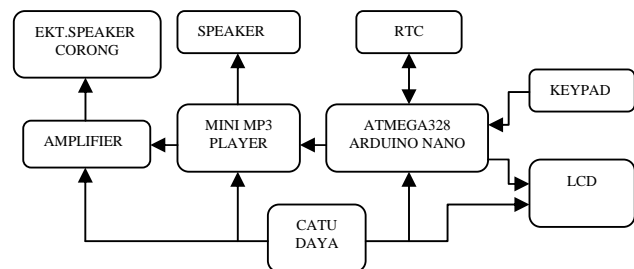 EKT.SPEAKER
CORONG
SPEAKER
RTC
KEYPAD
AMPLIFIER
MINI MP3
PLAYER
ATMEGA328
ARDUINO NANO
LCD
CATU
DAYA